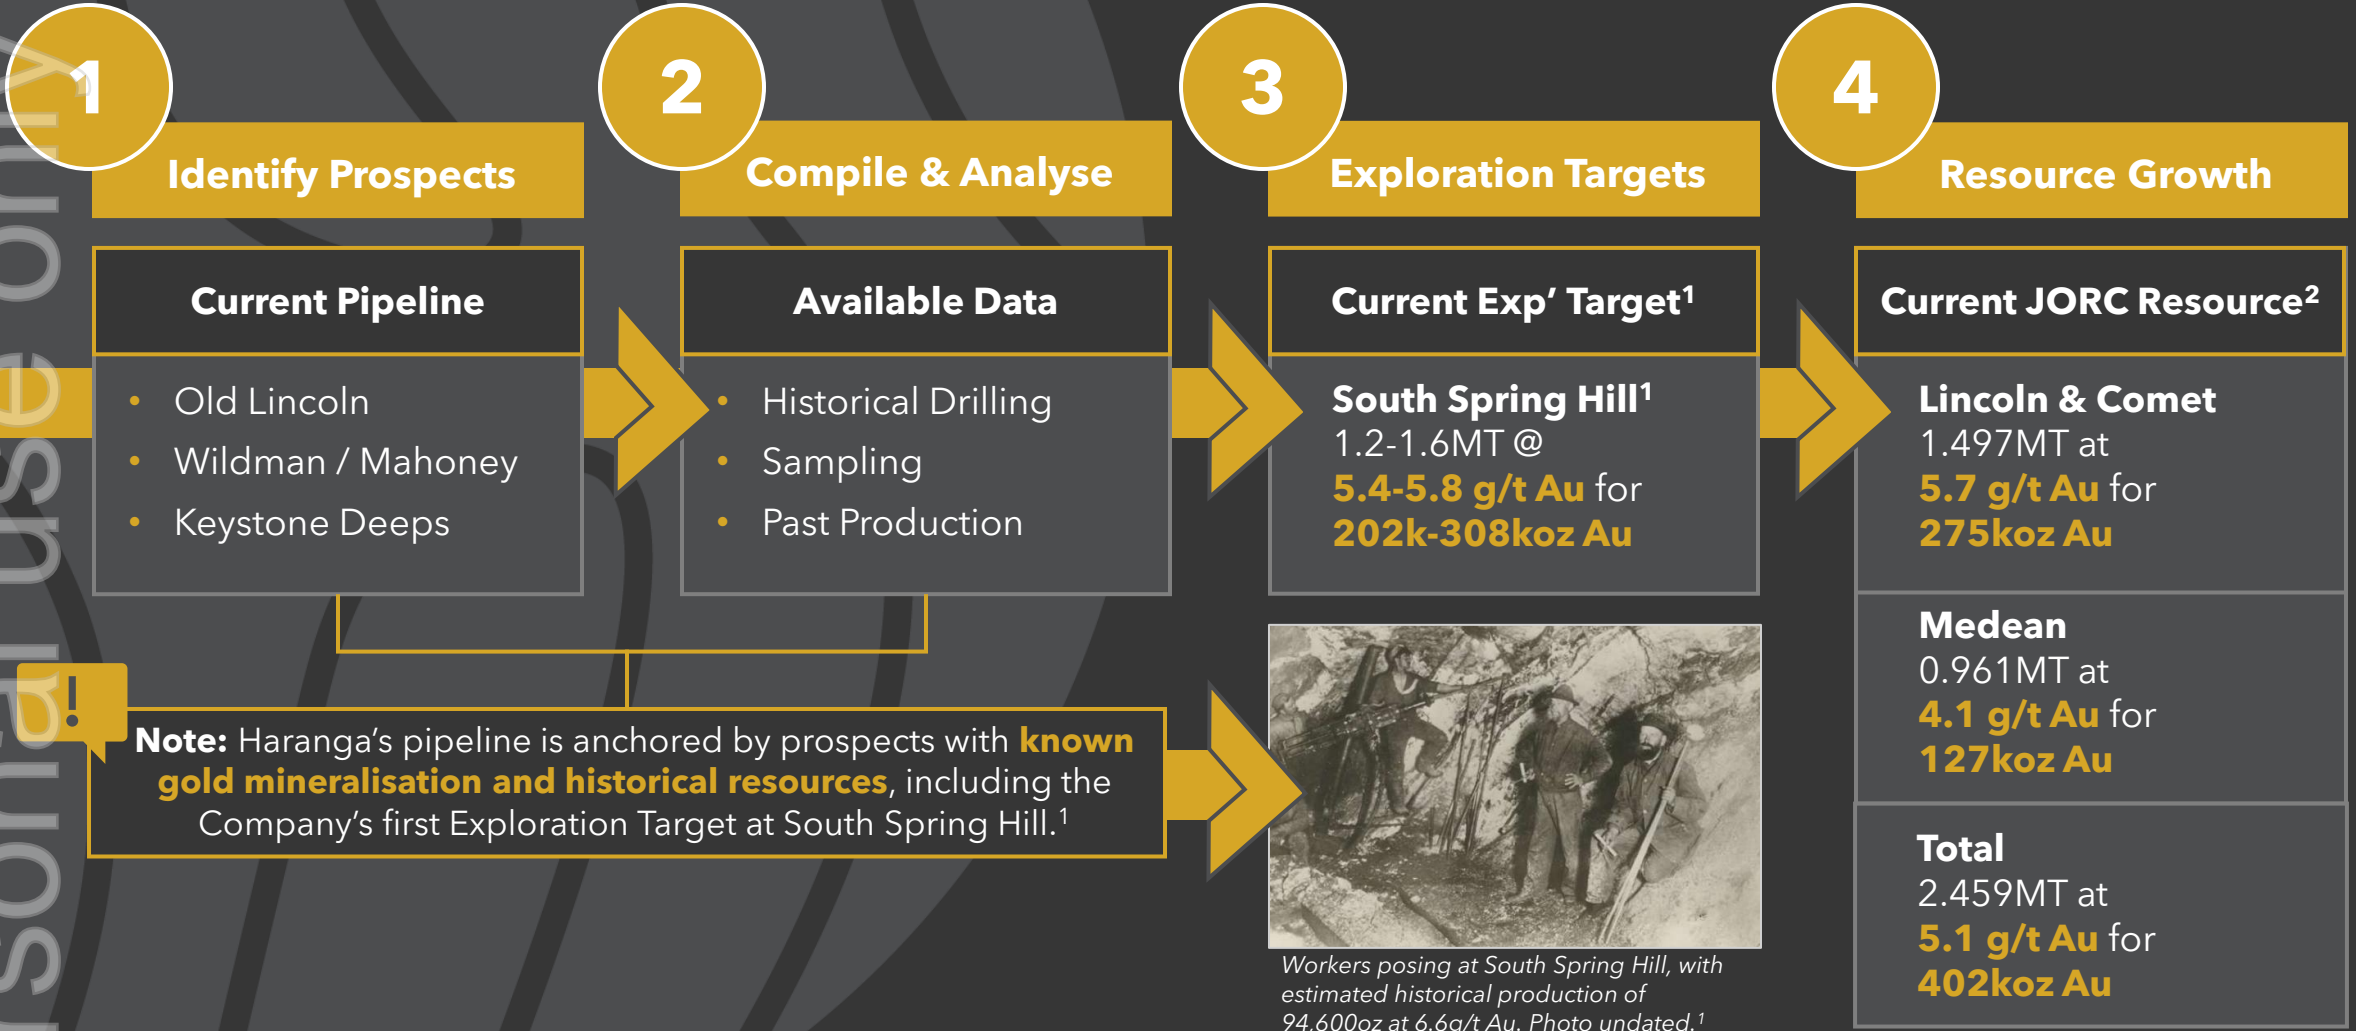 1
Identify Prospects
Current Pipeline
• Old Lincoln
• Wildman / Mahoney
• Keystone Deeps
2
Compile & Analyse
Available Data
• Historical Drilling
• Sampling
• Past Production
3
Exploration Targets
Current Exp’ Target¹
South Spring Hill¹
1.2-1.6MT @
5.4-5.8 g/t Au for
202k-308koz Au
4
Resource Growth
Current JORC Resource²
Lincoln & Comet
1.497MT at
5.7 g/t Au for
275koz Au
Medean
0.961MT at
4.1 g/t Au for
127koz Au
Total
2.459MT at
5.1 g/t Au for
402koz Au
!
Note: Haranga’s pipeline is anchored by prospects with known
gold mineralisation and historical resources, including the
Company’s first Exploration Target at South Spring Hill.¹
Workers posing at South Spring Hill, with
estimated historical production of
94,600oz at 6.6g/t Au. Photo undated.¹
rsonal use only